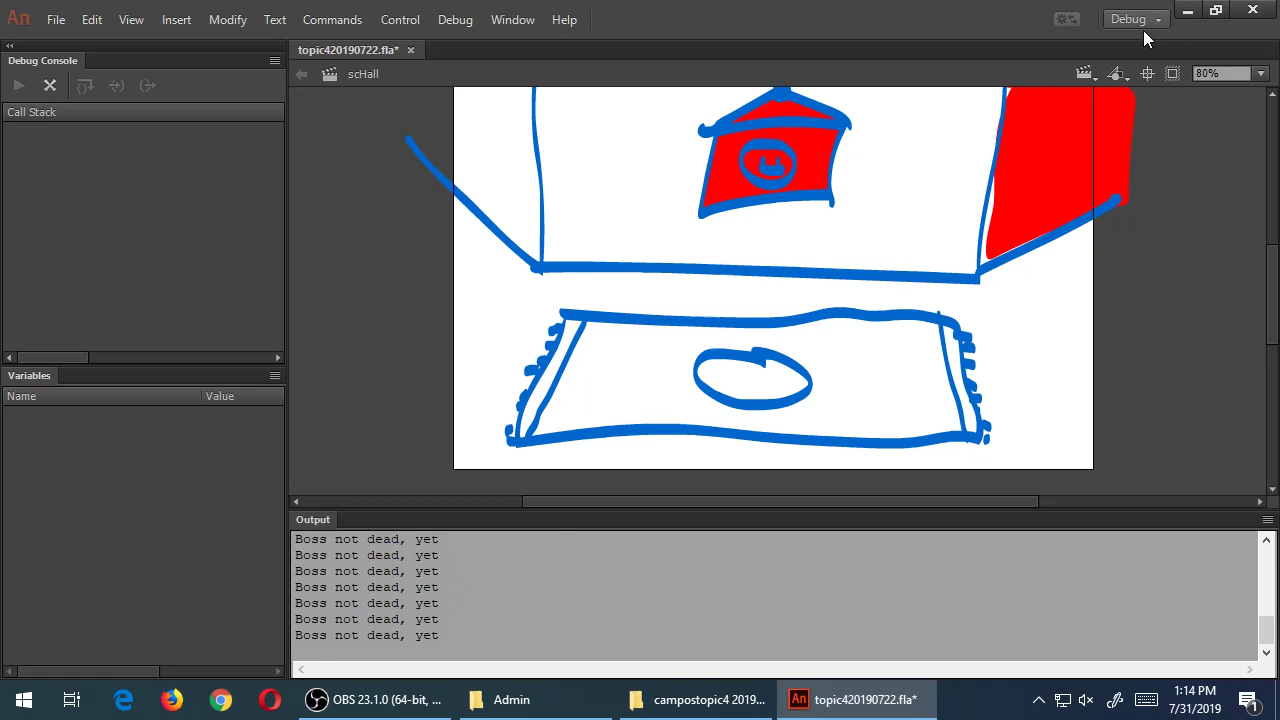 An File Edit View Insert Modify Text Commands Control Debug Window Help Debug
topic420190722.fla*
Debug Console
scHall 80%
Call Stack
Variables
Name Value
Output
Boss not dead, yet
Boss not dead, yet
Boss not dead, yet
Boss not dead, yet
Boss not dead, yet
Boss not dead, yet
Boss not dead, yet
OBS 23.1.0 (64-bit, ... Admin campostopic4 2019... An topic420190722.fla*
1:14 PM
7/31/2019
1